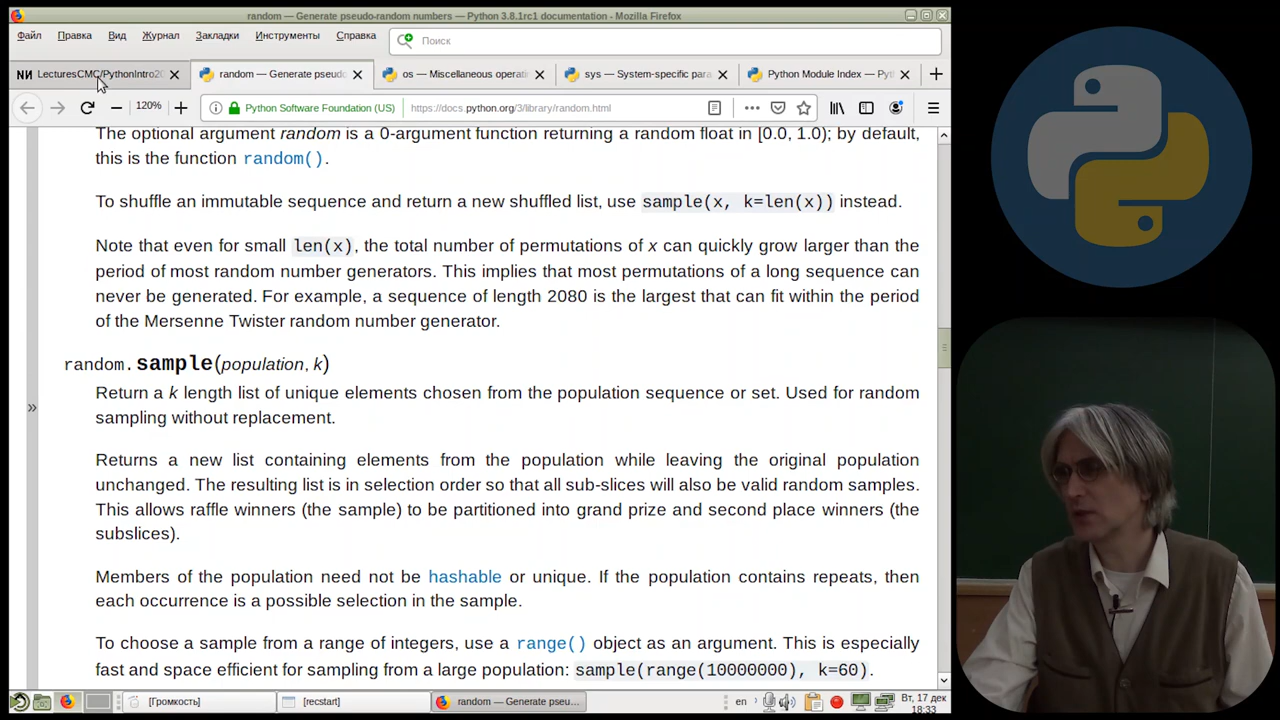 random — Generate pseudo-random numbers — Python 3.8.1rc1 documentation - Mozilla Firefox
Файл Правка Вид Журнал Закладки Инструменты Справка Поиск
ИИ LecturesCMC/PythonIntro20 random — Generate pseudo os — Miscellaneous operati sys — System-specific para Python Module Index — Pyt
120% Python Software Foundation (US) https://docs.python.org/3/library/random.html
The optional argument random is a 0-argument function returning a random float in [0.0, 1.0); by default,
this is the function random().
To shuffle an immutable sequence and return a new shuffled list, use sample(x, k=len(x)) instead.
Note that even for small len(x), the total number of permutations of x can quickly grow larger than the
period of most random number generators. This implies that most permutations of a long sequence can
never be generated. For example, a sequence of length 2080 is the largest that can fit within the period
of the Mersenne Twister random number generator.
random.sample(population, k)
Return a k length list of unique elements chosen from the population sequence or set. Used for random
sampling without replacement.
»
Returns a new list containing elements from the population while leaving the original population
unchanged. The resulting list is in selection order so that all sub-slices will also be valid random samples.
This allows raffle winners (the sample) to be partitioned into grand prize and second place winners (the
subslices).
Members of the population need not be hashable or unique. If the population contains repeats, then
each occurrence is a possible selection in the sample.
To choose a sample from a range of integers, use a range() object as an argument. This is especially
fast and space efficient for sampling from a large population: sample(range(10000000), k=60).
[Громкость] [recstart] random — Generate pseu... en Вт, 17 дек
18:33